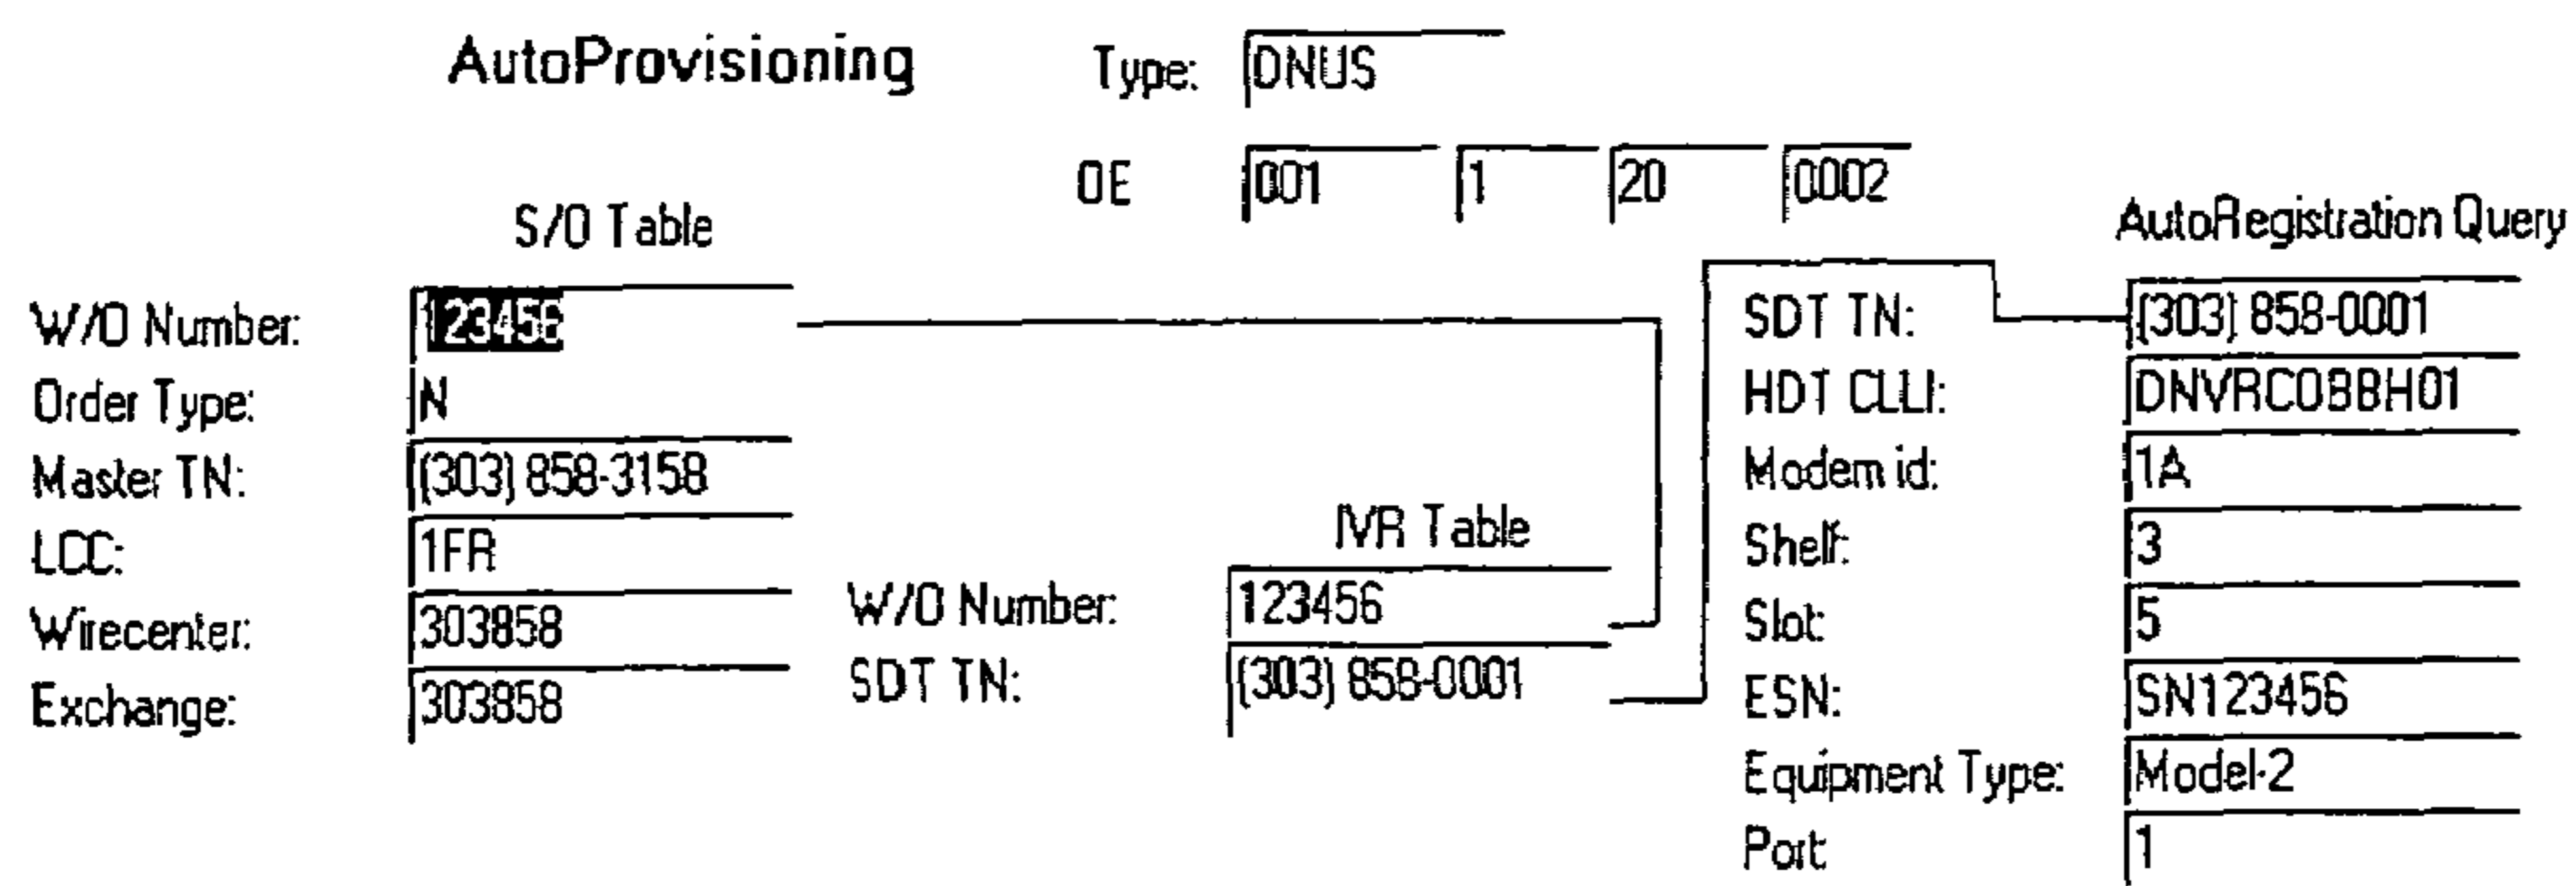 AutoProvisioning Type: DNUS
OE 001 1 20 0002
S/O Table AutoRegistration Query
W/O Number: 123456 SDT TN: (303) 858-0001
Order Type: N HDT CLLI: DNVRCOBBH01
Master TN: (303) 858-3158 Modem id: 1A
LCC: 1FR IVR Table Shelf: 3
Wirecenter: 303858 W/O Number: 123456 Slot: 5
Exchange: 303858 SDT TN: (303) 858-0001 ESN: SN123456
Equipment Type: Model-2
Port: 1